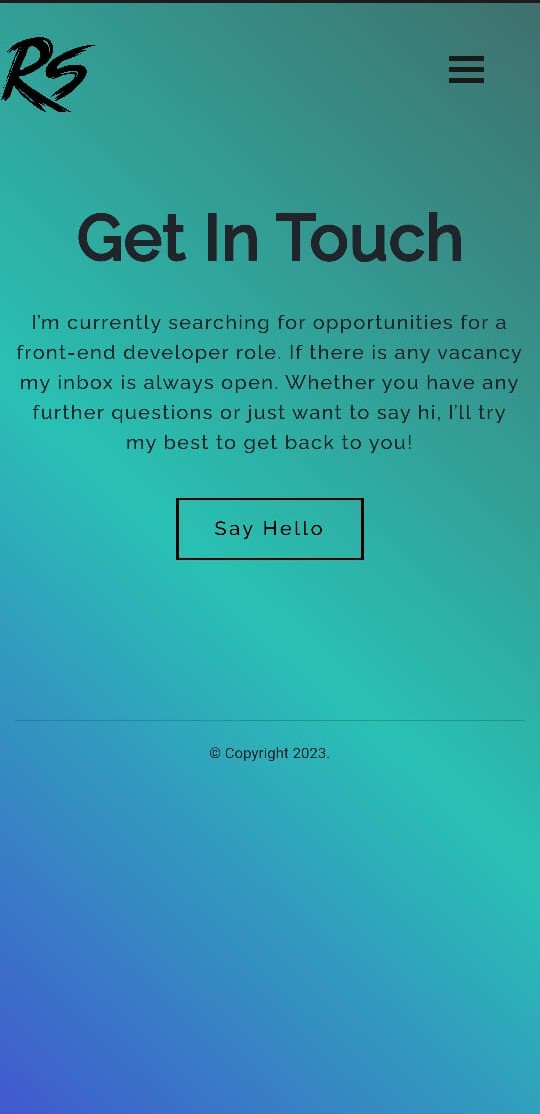 RS
Get In Touch
I’m currently searching for opportunities for a
front-end developer role. If there is any vacancy
my inbox is always open. Whether you have any
further questions or just want to say hi, I’ll try
my best to get back to you!
Say Hello
© Copyright 2023.